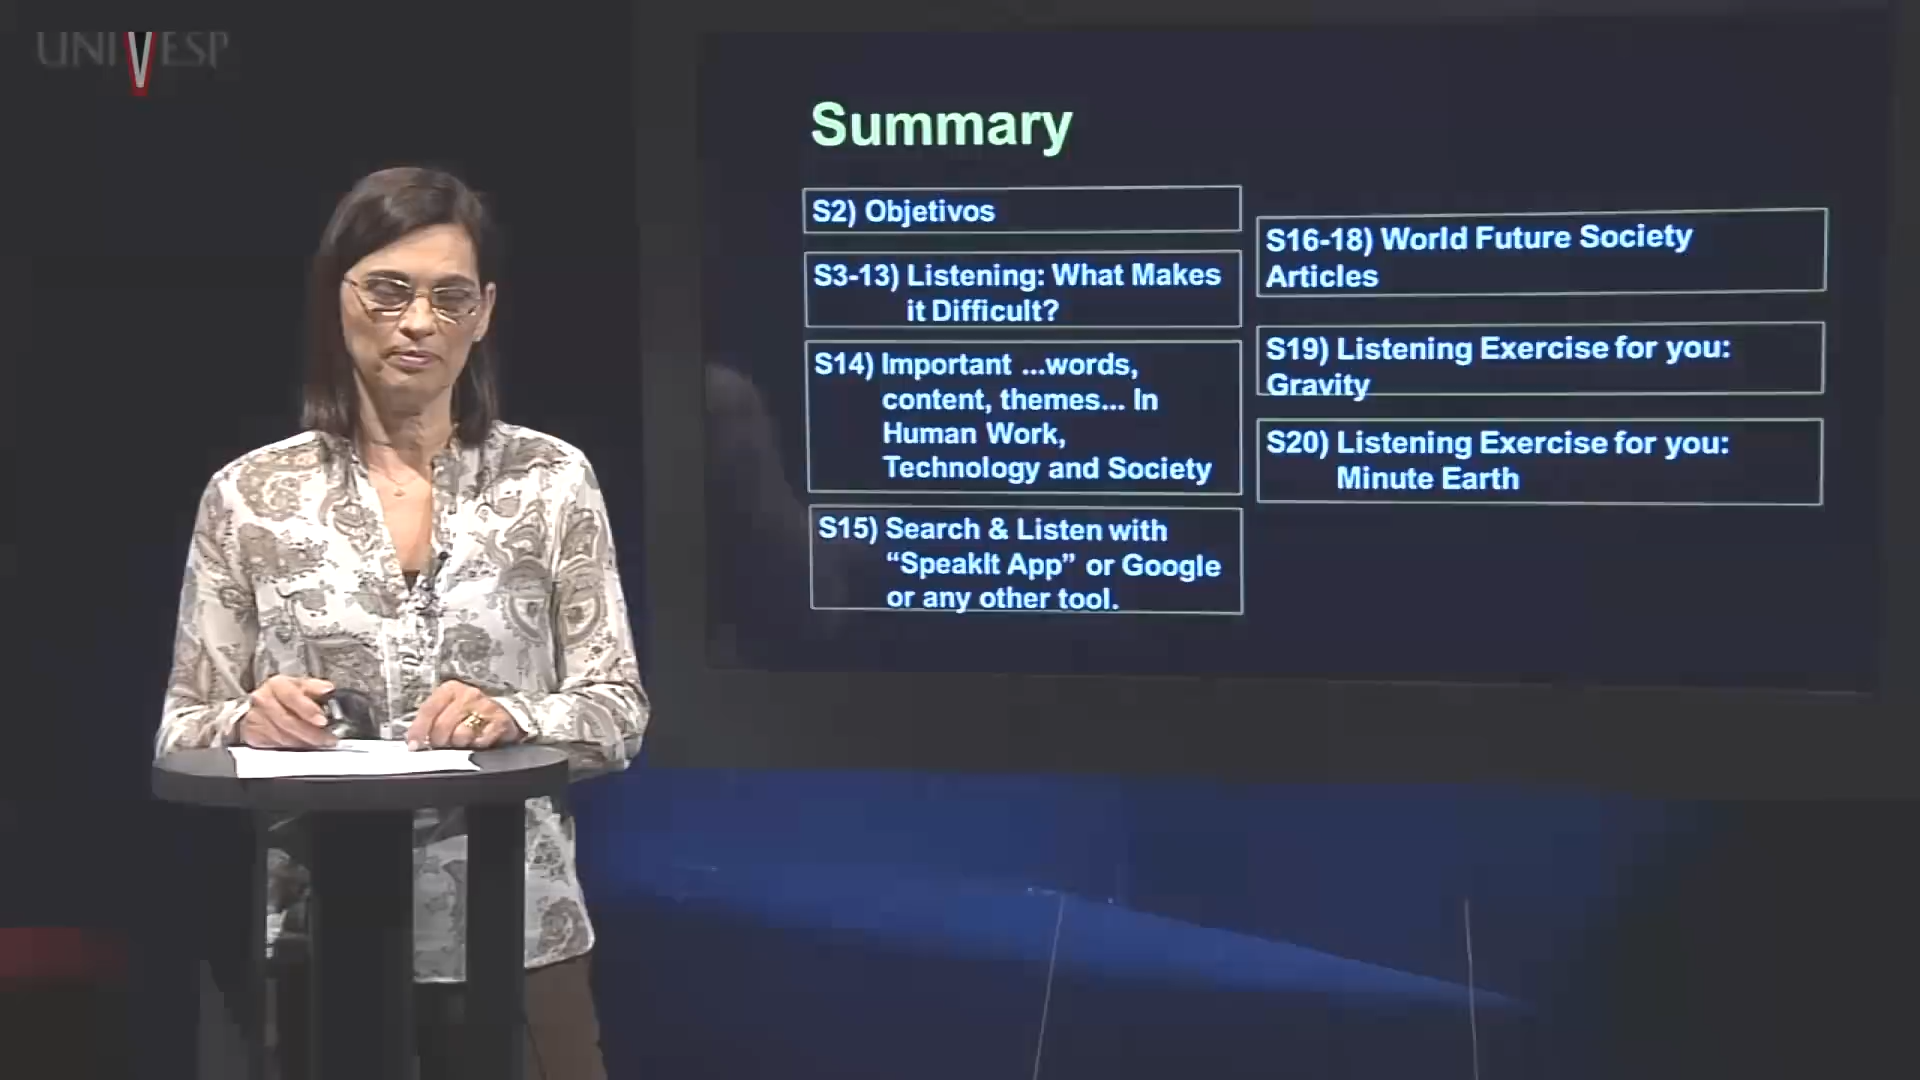 UNIVESP
Summary
S2) Objetivos
S3-13) Listening: What Makes
it Difficult?
S14) Important ...words,
content, themes... In
Human Work,
Technology and Society
S15) Search & Listen with
“SpeakIt App” or Google
or any other tool.
S16-18) World Future Society
Articles
S19) Listening Exercise for you:
Gravity
S20) Listening Exercise for you:
Minute Earth